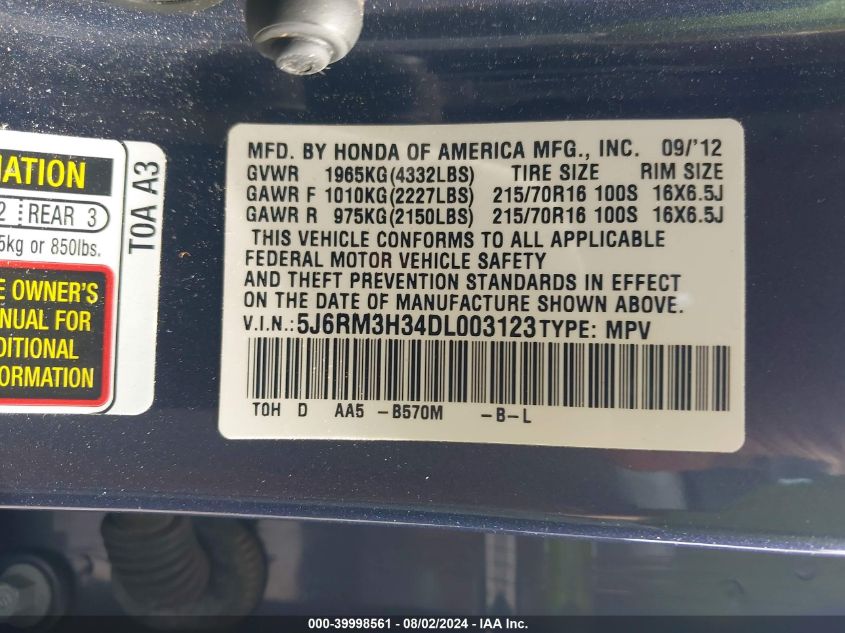 MATION
2 REAR 3
5kg or 850lbs.
E OWNER'S
NUAL FOR
DITIONAL
FORMATION
T0A A3
MFD. BY HONDA OF AMERICA MFG., INC. 09/'12
GVWR 1965KG(4332LBS) TIRE SIZE RIM SIZE
GAWR F 1010KG(2227LBS) 215/70R16 100S 16X6.5J
GAWR R 975KG(2150LBS) 215/70R16 100S 16X6.5J
THIS VEHICLE CONFORMS TO ALL APPLICABLE
FEDERAL MOTOR VEHICLE SAFETY
AND THEFT PREVENTION STANDARDS IN EFFECT
ON THE DATE OF MANUFACTURE SHOWN ABOVE.
V.I.N.: 5J6RM3H34DL003123 TYPE: MPV
T0H D AA5 -B570M -B-L
000-39998561 - 08/02/2024 - IAA Inc.